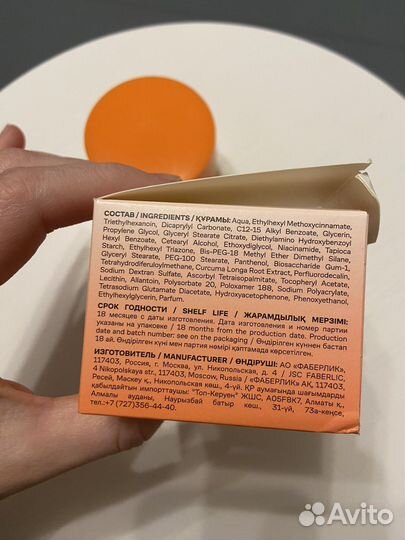 СОСТАВ / INGREDIENTS / ҚҰРАМЫ: Aqua, Ethylhexyl Methoxycinnamate,
Triethylhexanoin, Dicaprylyl Carbonate, C12-15 Alkyl Benzoate, Glycerin,
Propylene Glycol, Glyceryl Stearate Citrate, Diethylamino Hydroxybenzoyl
Hexyl Benzoate, Cetearyl Alcohol, Ethoxydiglycol, Niacinamide, Tapioca
Starch, Ethylhexyl Triazone, Bis-PEG-18 Methyl Ether Dimethyl Silane,
Glyceryl Stearate, PEG-100 Stearate, Panthenol, Biosaccharide Gum-1,
Tetrahydrodiferuloylmethane, Curcuma Longa Root Extract, Perfluorodecalin,
Sodium Dextran Sulfate, Ascorbyl Tetraisopalmitate, Tocopheryl Acetate,
Lecithin, Allantoin, Polysorbate 20, Poloxamer 188, Sodium Polyacrylate,
Tetrasodium Glutamate Diacetate, Hydroxyacetophenone, Phenoxyethanol,
Ethylhexylglycerin, Parfum.
СРОК ГОДНОСТИ / SHELF LIFE / ЖАРАМДЫЛЫҚ МЕРЗІМІ:
18 месяцев с даты изготовления. Дата изготовления и номер партии
указаны на упаковке / 18 months from the production date. Production
date and batch number: see on the packaging / Өндірілген күннен бастап
18 ай. Өндірілген күні мен партия нөмірі қаптамада көрсетілген.
ИЗГОТОВИТЕЛЬ / MANUFACTURER / ӨНДІРУШІ: АО «ФАБЕРЛИК»,
117403, Россия, г. Москва, ул. Никопольская, д. 4 / JSC FABERLIC,
4 Nikopolskaya str., 117403, Moscow, Russia / «ФАБЕРЛИК» АҚ, 117403,
Ресей, Мәскеу қ., Никопольская көш., 4-үй. ҚР аумағында шағымдарды
қабылдайтын кәсіпорын: "Топ-Керуен" ЖШС, A05F8K7, Алматы қ.,
Алмалы ауданы, Наурызбай батыр көш., 31-үй, 73а-кеңсе,
тел.:+7 (727)356-44-40.
Avito